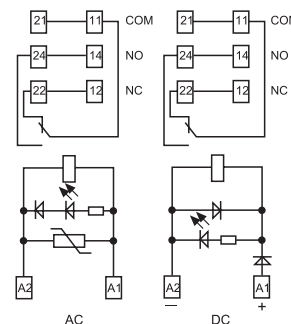 21 11 COM 21 11 COM
24 14 NO 24 14 NO
22 12 NC 22 12 NC
A2 A1 A2 A1
— +
AC DC